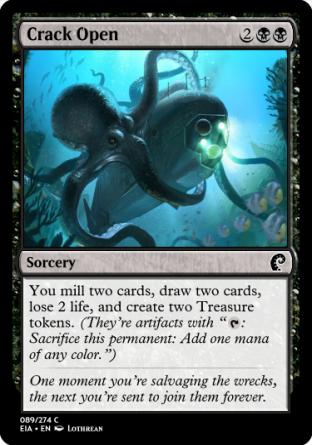 Crack Open 2
Sorcery
You mill two cards, draw two cards,
lose 2 life, and create two Treasure
tokens. (They're artifacts with “:
Sacrifice this permanent: Add one mana
of any color.”)
One moment you're salvaging the wrecks,
the next you're sent to join them forever.
089/274 C
EIA • EN Lothrean